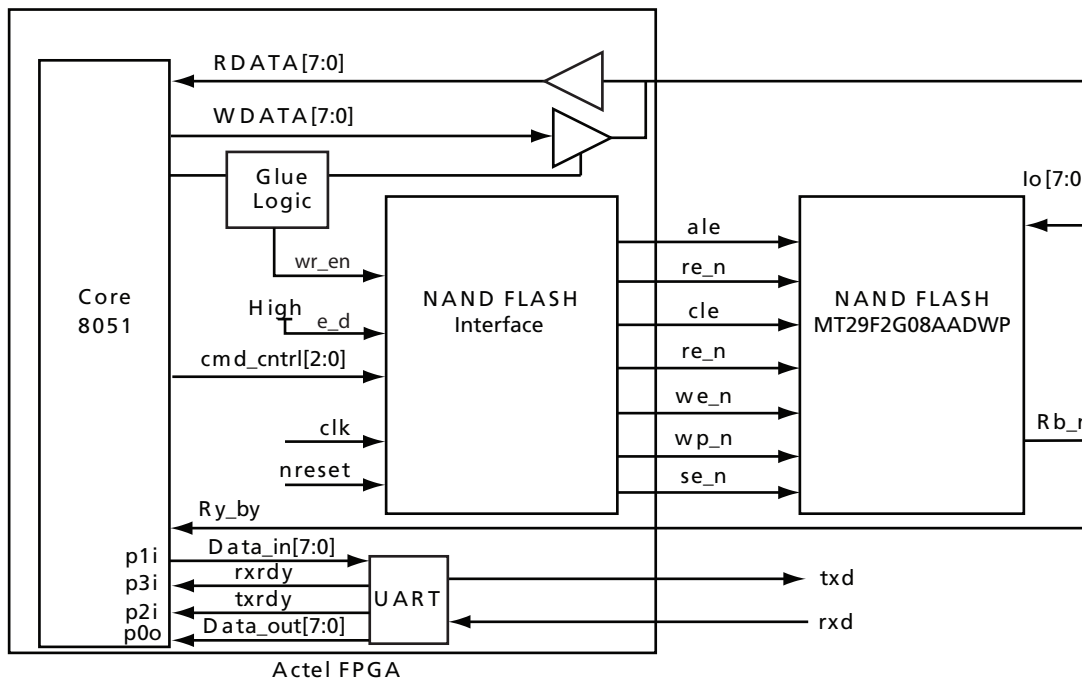 RDATA[7:0]
WDATA[7:0]
Glue
Logic
Io[7:0
ale
wr_en
re_n
Core
8051
High
e_d
NAND FLASH
Interface
cle
NAND FLASH
MT29F2G08AADWP
cmd_cntrl[2:0]
re_n
we_n
clk
Rb_
wp_n
nreset
se_n
Ry_by
p1i
Data_in[7:0]
p3i
rxrdy
UART
txd
p2i
txrdy
p0o
Data_out[7:0]
rxd
Actel FPGA